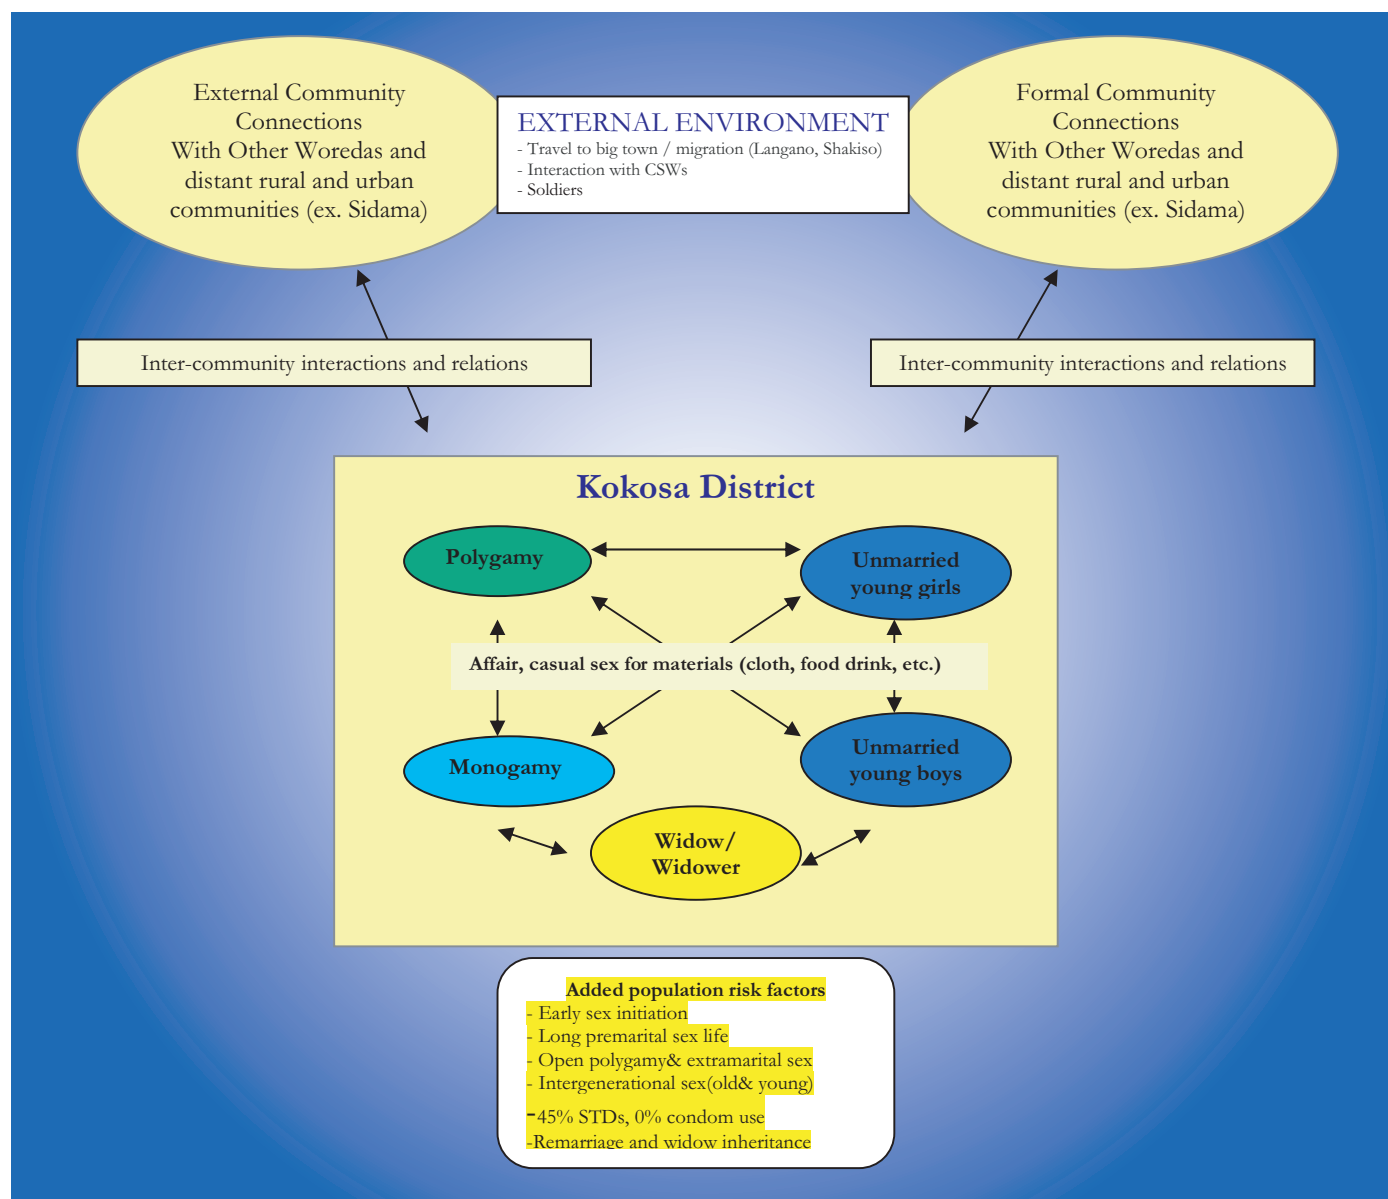 External Community
Connections
With Other Woredas and
distant rural and urban
communities (ex. Sidama)
EXTERNAL ENVIRONMENT
- Travel to big town / migration (Langano, Shakiso)
- Interaction with CSWs
- Soldiers
Formal Community
Connections
With Other Woredas and
distant rural and urban
communities (ex. Sidama)
Inter-community interactions and relations
Inter-community interactions and relations
Kokosa District
Polygamy
Unmarried
young girls
Affair, casual sex for materials (cloth, food drink, etc.)
Monogamy
Unmarried
young boys
Widow/
Widower
Added population risk factors
- Early sex initiation
- Long premarital sex life
- Open polygamy& extramarital sex
- Intergenerational sex(old& young)
-45% STDs, 0% condom use
-Remarriage and widow inheritance